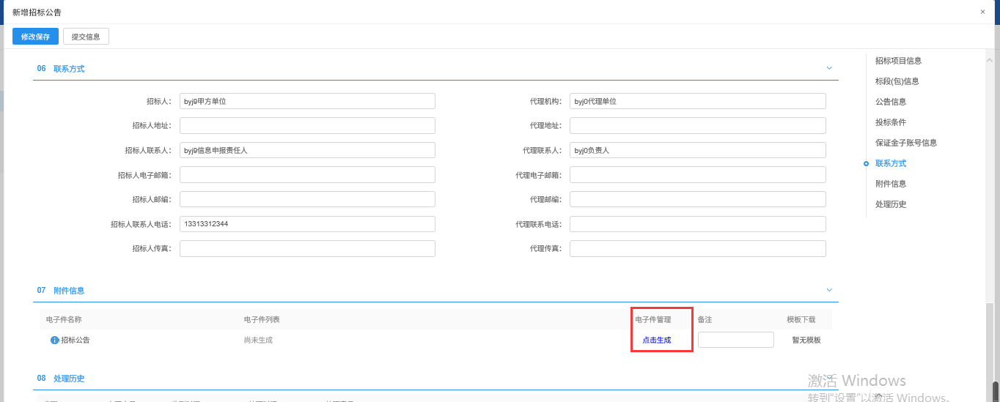 新增招标公告
×
修改保存 提交信息
06 联系方式
招标人： byj9甲方单位 代理机构： byj0代理单位
招标人地址： 代理地址：
招标人联系人： byj9信息申报责任人 代理联系人： byj0负责人
招标人电子邮箱： 代理电子邮箱：
招标人邮编： 代理邮编：
招标人联系人电话： 13313312344 代理联系电话：
招标人传真： 代理传真：
07 附件信息
电子件名称 电子件列表 电子件管理 备注 模板下载
招标公告 尚未生成 点击生成 暂无模板
08 处理历史
招标项目信息
标段(包)信息
公告信息
投标条件
保证金子账号信息
联系方式
附件信息
处理历史
激活 Windows
转到"设置"以激活 Windows。